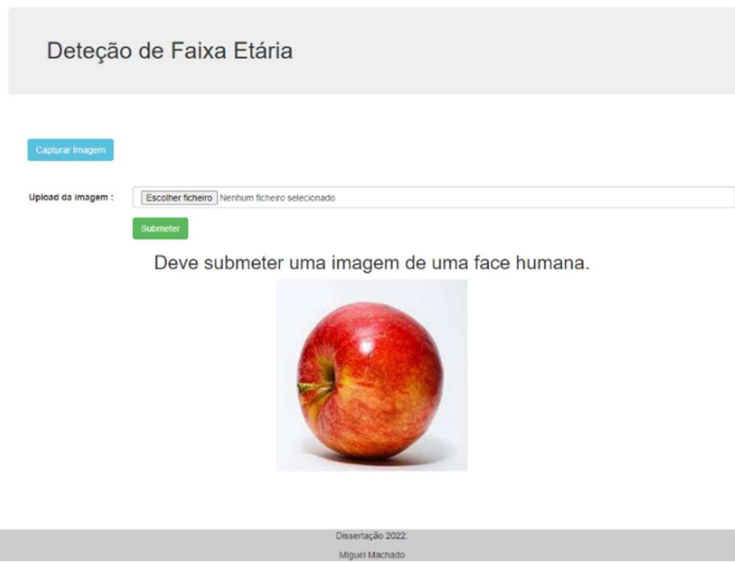 Deteção de Faixa Etária
Capturar Imagem
Upload da imagem : Escolher ficheiro Nenhum ficheiro selecionado
Submeter
Deve submeter uma imagem de uma face humana.
Dissertação 2022:
Miguel Machado